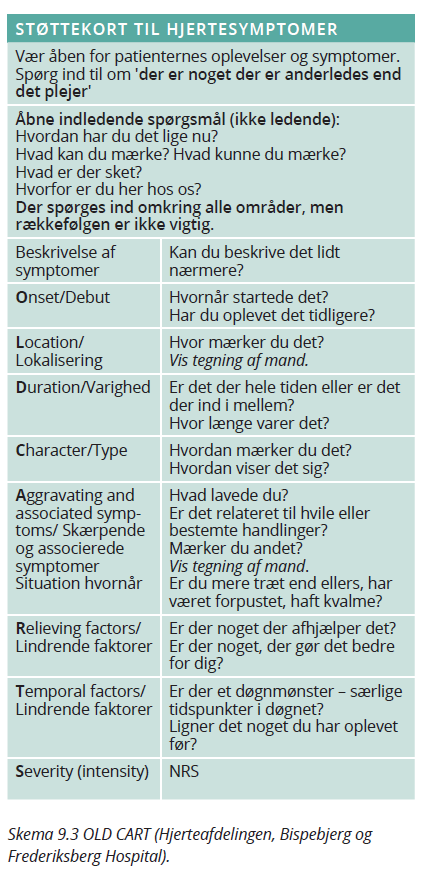 STØTTEKORT TIL HJERTESYMPTOMER
Vær åben for patienternes oplevelser og symptomer.
Spørg ind til om 'der er noget der er anderledes end
det plejer'
Åbne indledende spørgsmål (ikke ledende):
Hvordan har du det lige nu?
Hvad kan du mærke? Hvad kunne du mærke?
Hvad er der sket?
Hvorfor er du her hos os?
Der spørges ind omkring alle områder, men
rækkefølgen er ikke vigtig.
Beskrivelse af
symptomer
Kan du beskrive det lidt
nærmere?
Onset/Debut
Hvornår startede det?
Har du oplevet det tidligere?
Location/
Lokalisering
Hvor mærker du det?
Vis tegning af mand.
Duration/Varighed
Er det der hele tiden eller er det
der ind i mellem?
Hvor længe varer det?
Character/Type
Hvordan mærker du det?
Hvordan viser det sig?
Aggravating and
associated symp-
toms/ Skærpende
og associerede
symptomer
Situation hvornår
Hvad lavede du?
Er det relateret til hvile eller
bestemte handlinger?
Mærker du andet?
Vis tegning af mand.
Er du mere træt end ellers, har
været forpustet, haft kvalme?
Relieving factors/
Lindrende faktorer
Er der noget der afhjælper det?
Er der noget, der gør det bedre
for dig?
Temporal factors/
Lindrende faktorer
Er der et døgnmønster – særlige
tidspunkter i døgnet?
Ligner det noget du har oplevet
før?
Severity (intensity)
NRS
Skema 9.3 OLD CART (Hjerteafdelingen, Bispebjerg og
Frederiksberg Hospital).